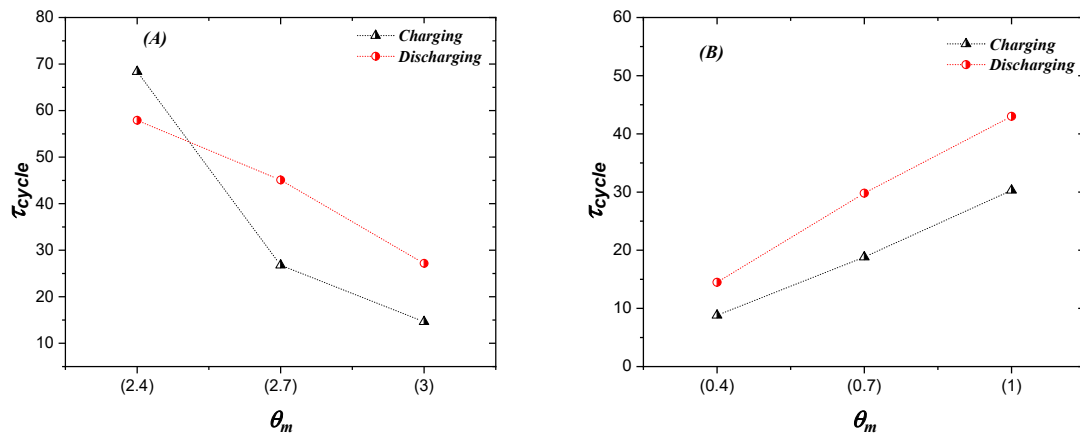 (A)
Charging
Discharging
80
70
60
50
40
30
20
10
τcycle
(2.4) (2.7) (3)
θm
(B)
Charging
Discharging
60
50
40
30
20
10
0
τcycle
(0.4) (0.7) (1)
θm